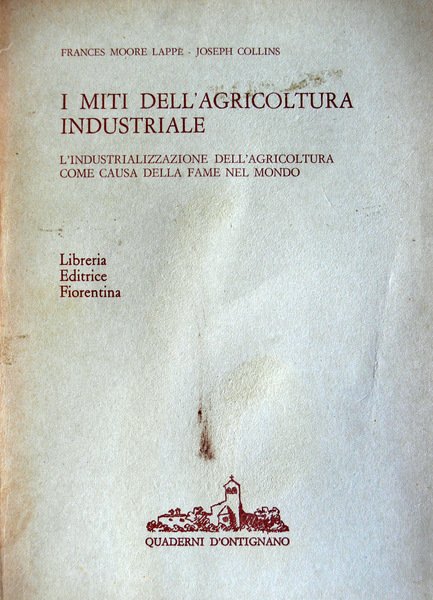 FRANCES MOORE LAPPÈ - JOSEPH COLLINS
I MITI DELL'AGRICOLTURA
INDUSTRIALE
L'INDUSTRIALIZZAZIONE DELL'AGRICOLTURA
COME CAUSA DELLA FAME NEL MONDO
Libreria
Editrice
Fiorentina
QUADERNI D'ONTIGNANO